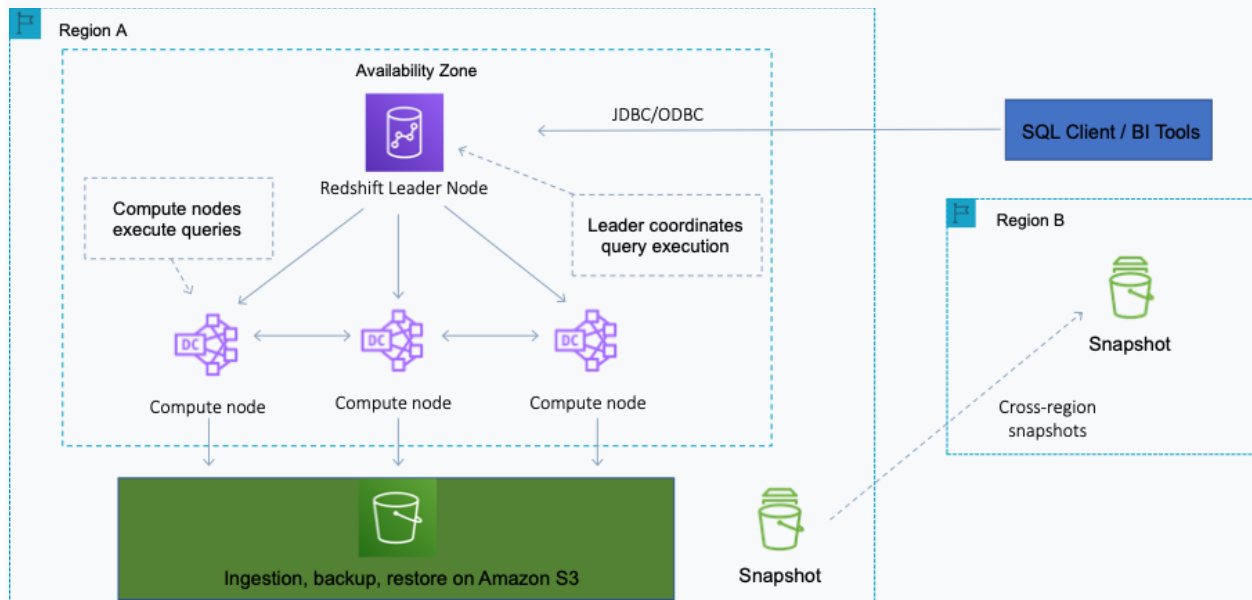 Region A
Availability Zone
JDBC/ODBC
SQL Client / BI Tools
Redshift Leader Node
Compute nodes
execute queries
Leader coordinates
query execution
Region B
DC
DC
DC
Snapshot
Compute node
Compute node
Compute node
Cross-region
snapshots
Ingestion, backup, restore on Amazon S3
Snapshot